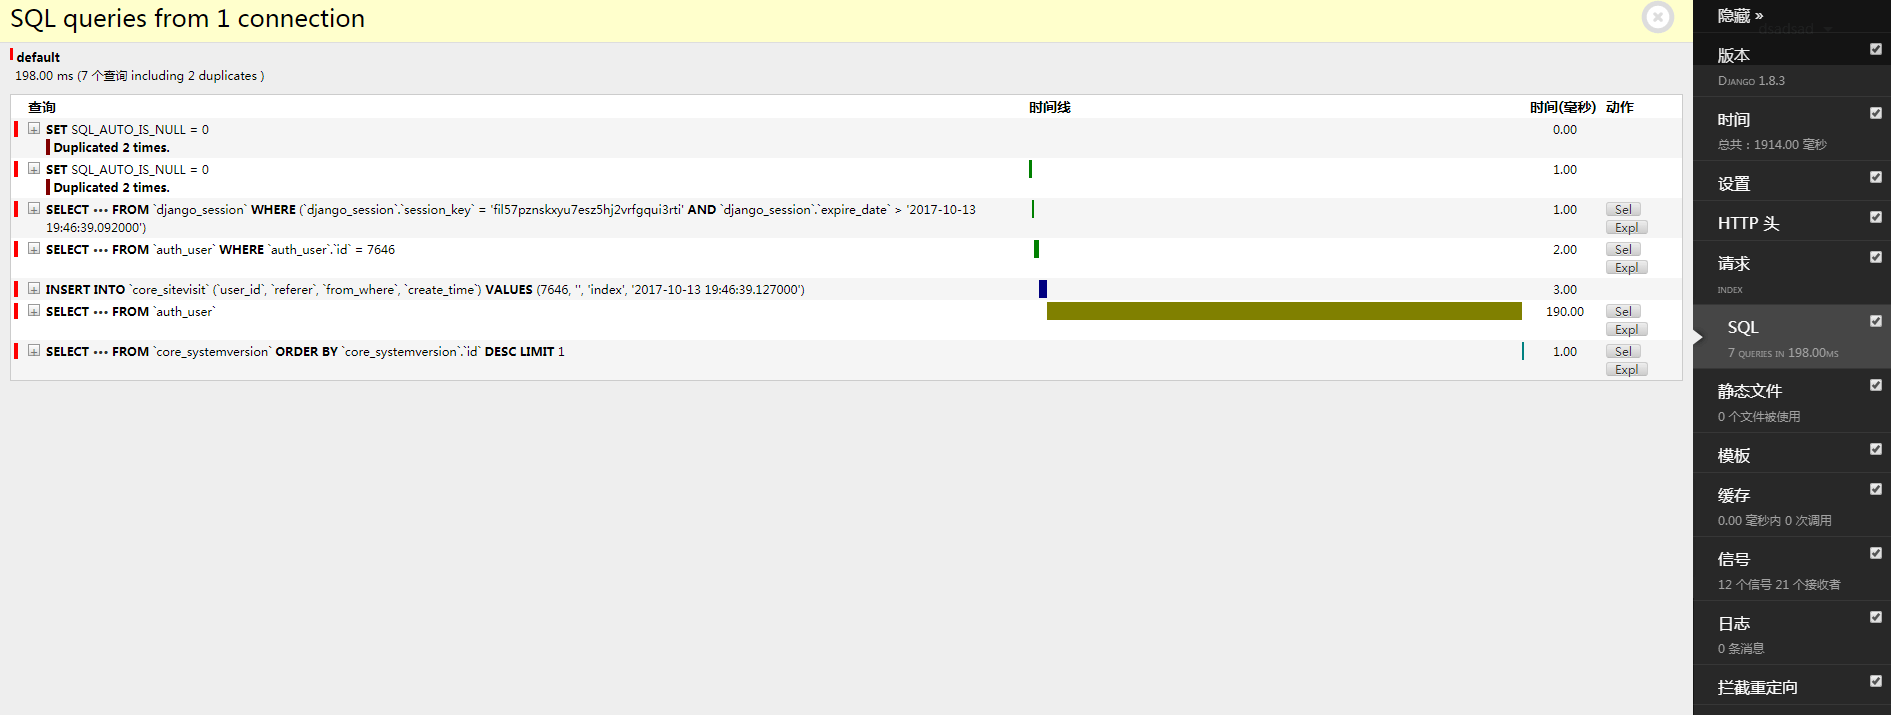 SQL queries from 1 connection
default
198.00 ms (7 个查询 including 2 duplicates )
查询 时间线 时间(毫秒) 动作
SET SQL_AUTO_IS_NULL = 0 0.00
Duplicated 2 times.
SET SQL_AUTO_IS_NULL = 0 1.00
Duplicated 2 times.
SELECT ••• FROM `django_session` WHERE (`django_session`.`session_key` = 'fil57pznskxyu7esz5hj2vrfgqui3rti' AND `django_session`.`expire_date` > '2017-10-13 1.00 Sel
19:46:39.092000') Expl
SELECT ••• FROM `auth_user` WHERE `auth_user`.`id` = 7646 2.00 Sel
Expl
INSERT INTO `core_sitevisit` (`user_id`, `referer`, `from_where`, `create_time`) VALUES (7646, '', 'index', '2017-10-13 19:46:39.127000') 3.00
SELECT ••• FROM `auth_user` 190.00 Sel
Expl
SELECT ••• FROM `core_systemversion` ORDER BY `core_systemversion`.`id` DESC LIMIT 1 1.00 Sel
Expl
隐藏 »
dsadsad
版本
Django 1.8.3
时间
总共：1914.00 毫秒
设置
HTTP 头
请求
INDEX
SQL
7 QUERIES IN 198.00MS
静态文件
0 个文件被使用
模板
缓存
0.00 毫秒内 0 次调用
信号
12 个信号 21 个接收者
日志
0 条消息
拦截重定向